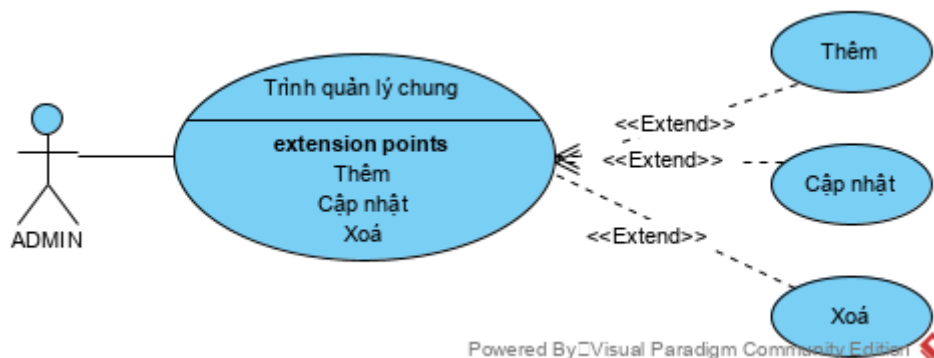 Thêm
Trình quản lý chung
<<Extend>>
extension points
Thêm
<<Extend>>
Cập nhật
Cập nhật
Xoá
<<Extend>>
ADMIN
Xoá
Powered By□Visual Paradigm Community Edition